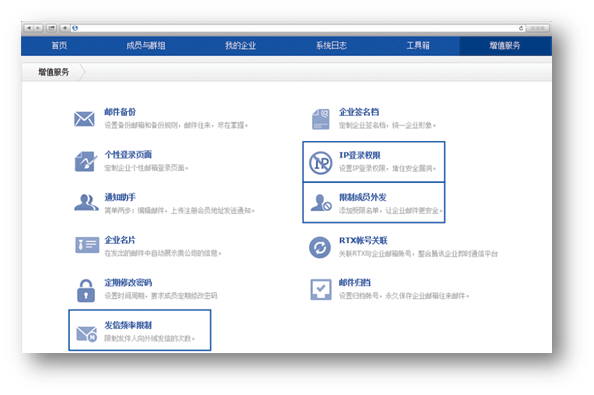 首页 成员与群组 我的企业 系统日志 工具箱 增值服务
增值服务
邮件备份
设置备份邮箱和备份规则，邮件往来，尽在掌握。
企业签名档
定制企业签名档，统一企业形象。
个性登录页面
定制企业个性邮箱登录页面。
IP登录权限
设置IP登录权限，堵住安全漏洞。
通知助手
简单两步：编辑邮件，上传注册会员地址发送通知。
限制成员外发
添加受限名单，让企业邮件更安全。
企业名片
在发出的邮件中自动展示贵公司的信息。
RTX帐号关联
关联RTX与企业邮箱帐号，整合腾讯企业即时通信平台
定期修改密码
设置时间周期，要求成员定期修改密码
邮件归档
设置归档帐号，永久保存企业邮箱往来邮件。
发信频率限制
限制发件人向外域发信的次数。